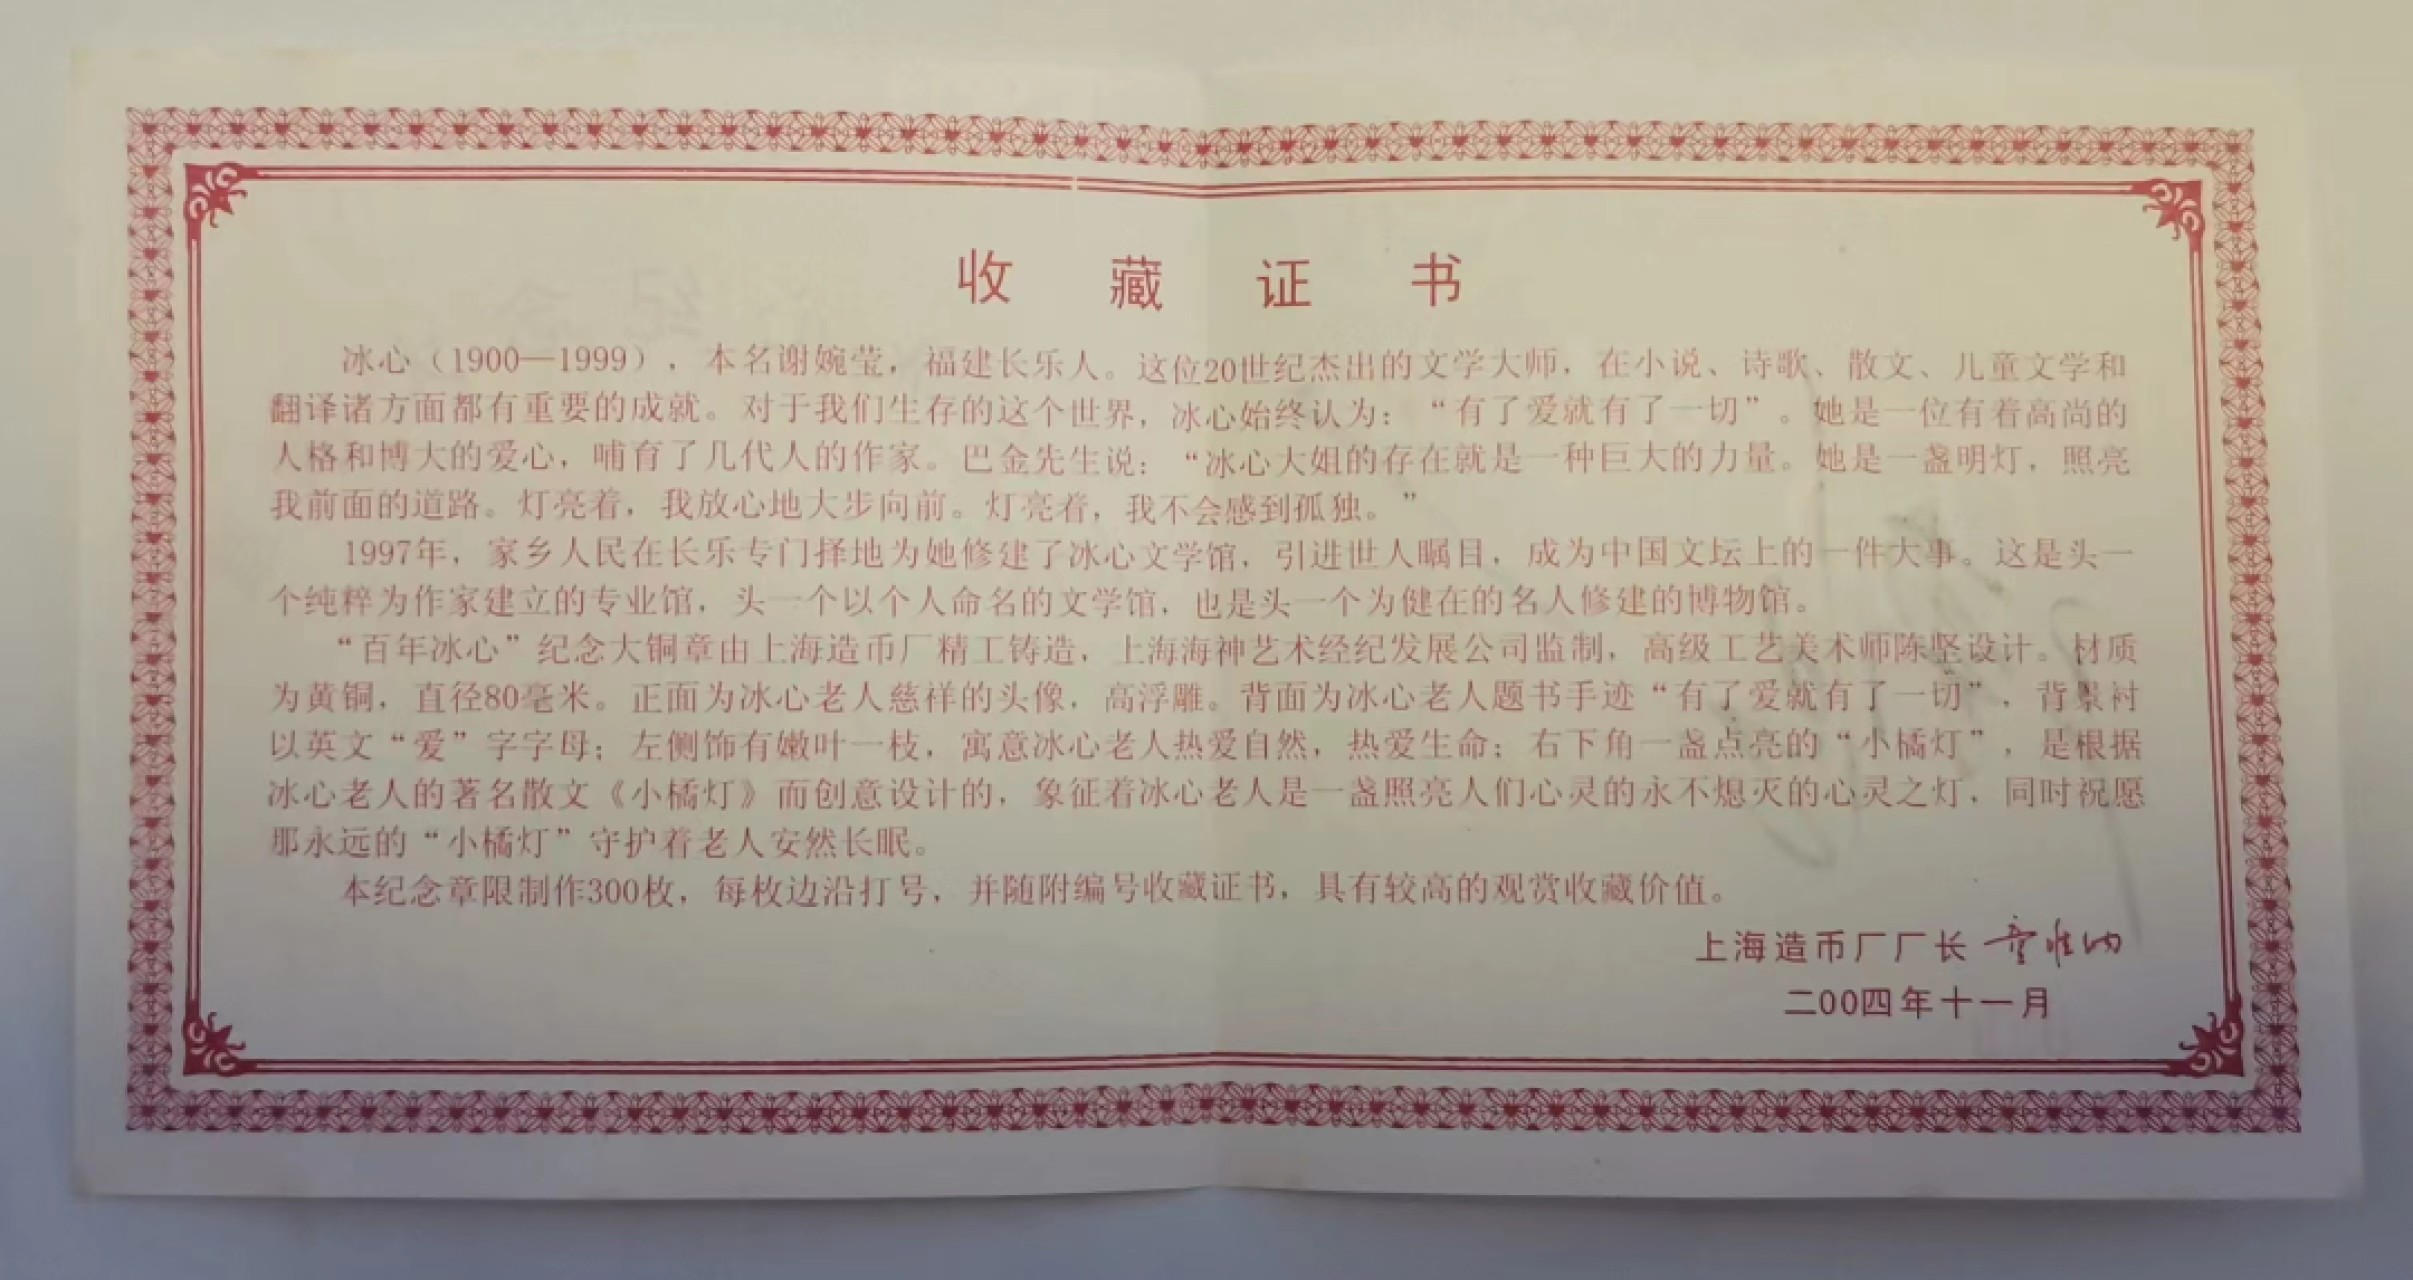 收藏证书
冰心（1900—1999），本名谢婉莹，福建长乐人。这位20世纪杰出的文学大师，在小说、诗歌、散文、儿童文学和
翻译诸方面都有重要的成就。对于我们生存的这个世界，冰心始终认为：“有了爱就有了一切”。她是一位有着高尚的
人格和博大的爱心，哺育了几代人的作家。巴金先生说：“冰心大姐的存在就是一种巨大的力量。她是一盏明灯，照亮
我前面的道路。灯亮着，我放心地大步向前。灯亮着，我不会感到孤独。”
1997年，家乡人民在长乐专门择地为她修建了冰心文学馆，引进世人瞩目，成为中国文坛上的一件大事。这是头一
个纯粹为作家建立的专业馆，头一个以个人命名的文学馆，也是头一个为健在的名人修建的博物馆。
“百年冰心”纪念大铜章由上海造币厂精工铸造，上海海神艺术经纪发展公司监制，高级工艺美术师陈坚设计。材质
为黄铜，直径80毫米。正面为冰心老人慈祥的头像，高浮雕。背面为冰心老人题书手迹“有了爱就有了一切”，背景衬
以英文“爱”字字母；左侧饰有嫩叶一枝，寓意冰心老人热爱自然，热爱生命；右下角一盏点亮的“小橘灯”，是根据
冰心老人的著名散文《小橘灯》而创意设计的，象征着冰心老人是一盏照亮人们心灵的永不熄灭的心灵之灯，同时祝愿
那永远的“小橘灯”守护着老人安然长眠。
本纪念章限制作300枚，每枚边沿打号，并随附编号收藏证书，具有较高的观赏收藏价值。
上海造币厂厂长
二00四年十一月